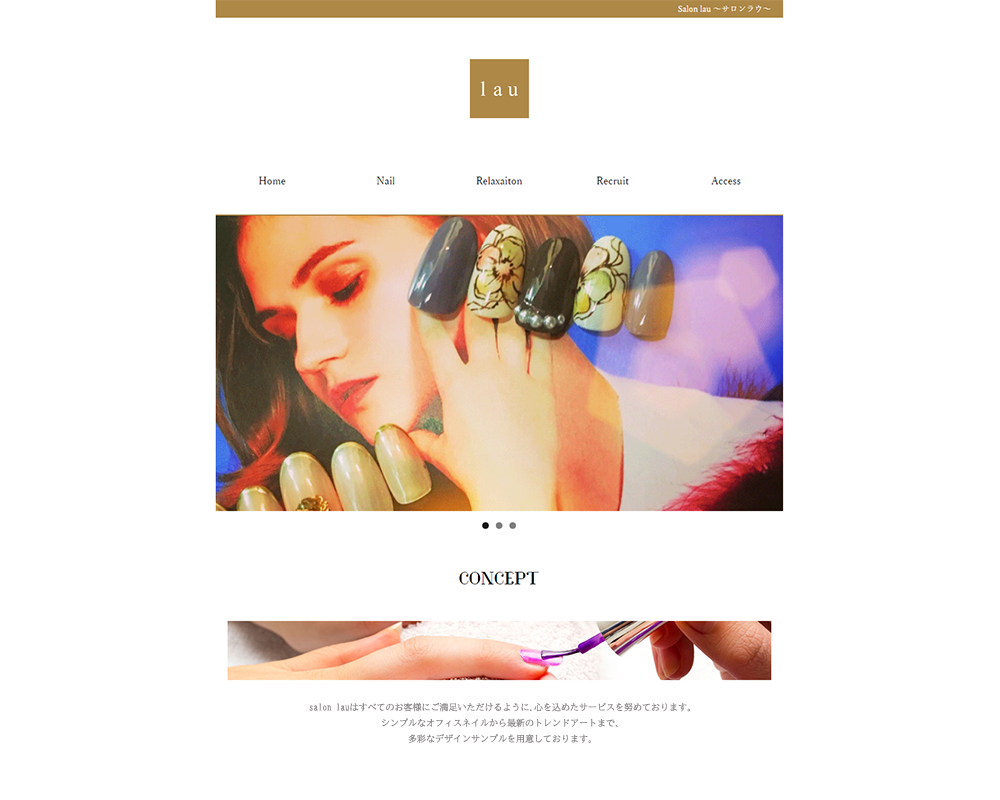 Salon lau ～サロンラウ～
lau
Home
Nail
Relaxaiton
Recruit
Access
CONCEPT
salon lauはすべてのお客様にご満足いただけるように、心を込めたサービスを努めております。
シンプルなオフィスネイルから最新のトレンドアートまで、
多彩なデザインサンプルを用意しております。